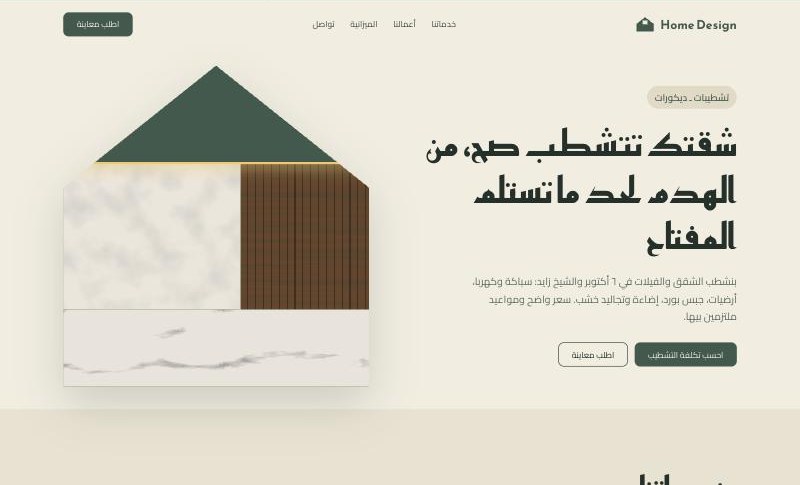 Home Design
خدماتنا
أعمالنا
الميزانية
تواصل
اطلب معاينة
تشطيبات ـ ديكورات
شقتك تتشطب صح، من
الهدم لحد ما تستلم
المفتاح
بنشطب الشقق والفيلات في ٦ أكتوبر والشيخ زايد: سباكة وكهربا،
أرضيات، جبس بورد، إضاءة وتجاليد خشب. سعر واضح ومواعيد
ملتزمين بيها.
احسب تكلفة التشطيب
اطلب معاينة